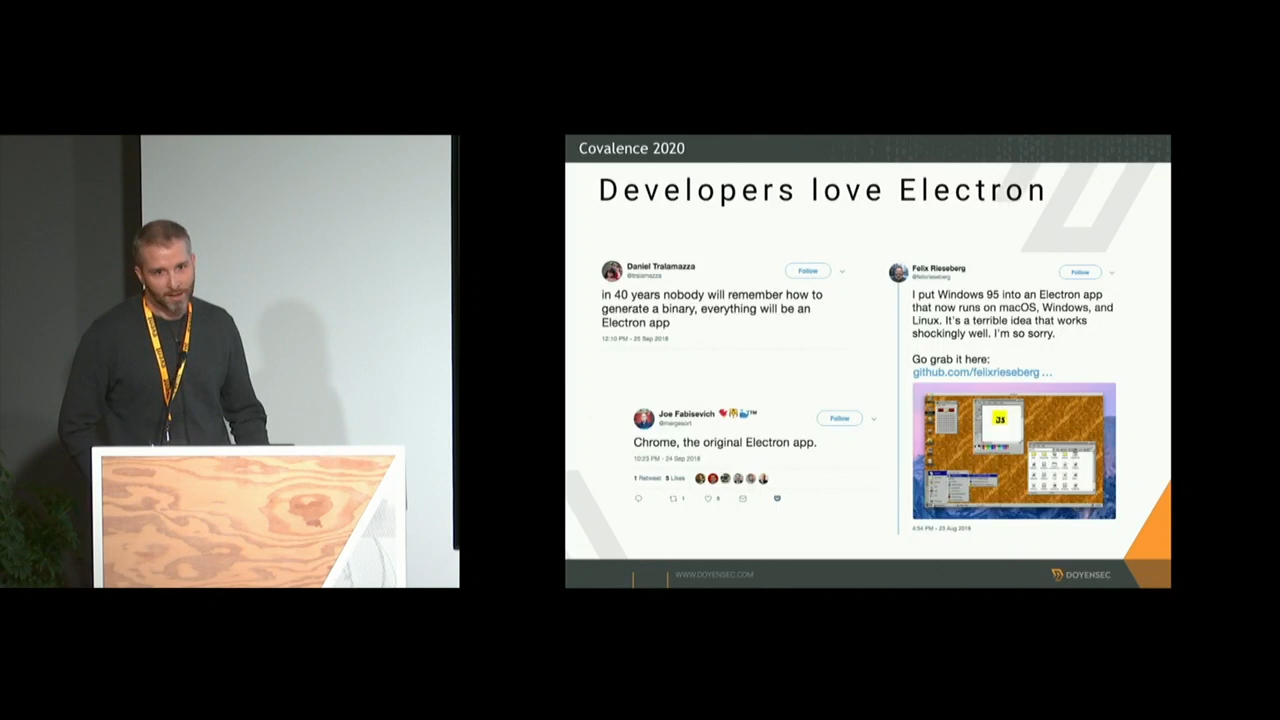 Covalence 2020
Developers love Electron
Daniel Tralamazza
@tralamazza
Follow
in 40 years nobody will remember how to
generate a binary, everything will be an
Electron app
12:10 PM - 25 Sep 2018
Joe Fabisevich
@mergesort
Follow
Chrome, the original Electron app.
10:23 PM - 24 Sep 2018
1 Retweet 5 Likes
1
5
Felix Rieseberg
@felixrieseberg
Follow
I put Windows 95 into an Electron app
that now runs on macOS, Windows, and
Linux. It's a terrible idea that works
shockingly well. I'm so sorry.
Go grab it here:
github.com/felixrieseberg ...
JS
4:54 PM - 23 Aug 2018
WWW.DOYENSEC.COM
DOYENSEC